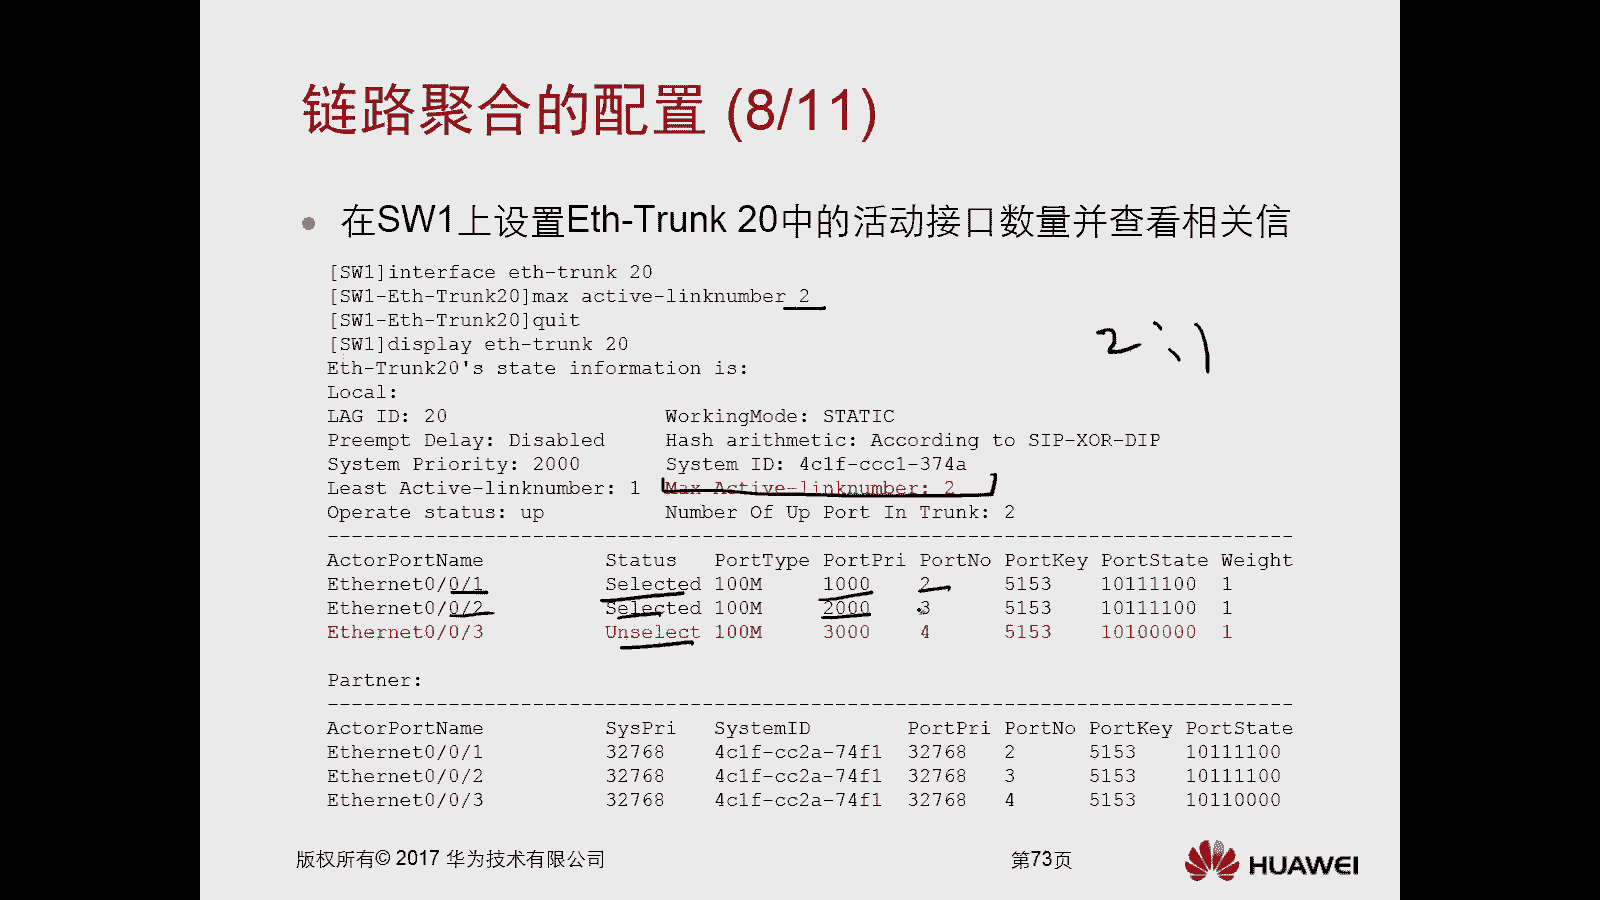 链路聚合的配置 (8/11)
在SW1上设置Eth-Trunk 20中的活动接口数量并查看相关信
[SW1]interface eth-trunk 20
[SW1-Eth-Trunk20]max active-linknumber 2
[SW1-Eth-Trunk20]quit
[SW1]display eth-trunk 20
2:1
Eth-Trunk20's state information is:
Local:
LAG ID: 20 WorkingMode: STATIC
Preempt Delay: Disabled Hash arithmetic: According to SIP-XOR-DIP
System Priority: 2000 System ID: 4c1f-ccc1-374a
Least Active-linknumber: 1 Max Active-linknumber: 2
Operate status: up Number Of Up Port In Trunk: 2
--------------------------------------------------------------------------------
ActorPortName Status PortType PortPri PortNo PortKey PortState Weight
Ethernet0/0/1 Selected 100M 1000 2 5153 10111100 1
Ethernet0/0/2 Selected 100M 2000 3 5153 10111100 1
Ethernet0/0/3 Unselect 100M 3000 4 5153 10100000 1
Partner:
--------------------------------------------------------------------------------
ActorPortName SysPri SystemID PortPri PortNo PortKey PortState
Ethernet0/0/1 32768 4c1f-cc2a-74f1 32768 2 5153 10111100
Ethernet0/0/2 32768 4c1f-cc2a-74f1 32768 3 5153 10111100
Ethernet0/0/3 32768 4c1f-cc2a-74f1 32768 4 5153 10110000
版权所有© 2017 华为技术有限公司 第73页 HUAWEI